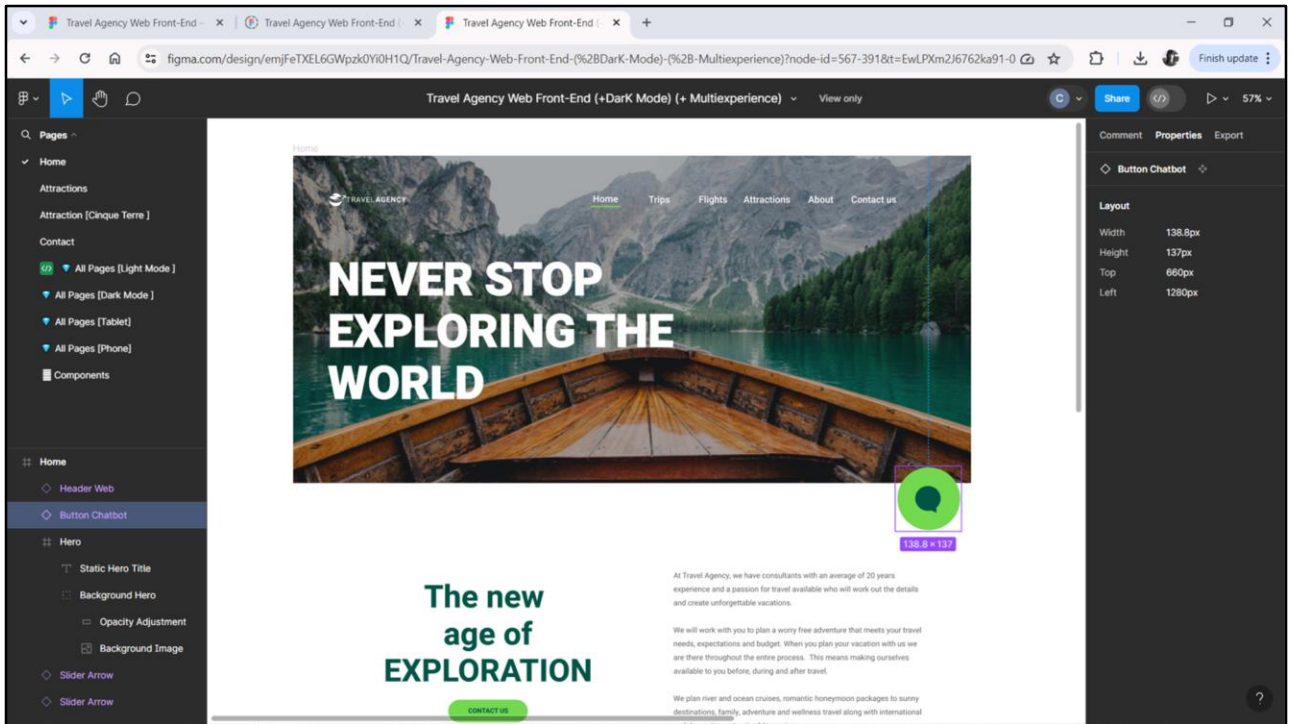 Travel Agency Web Front-End -
Travel Agency Web Front-End (
Travel Agency Web Front-End (
figma.com/design/emjFeTXEL6GWpzk0Yi0H1Q/Travel-Agency-Web-Front-End-(%2BDarK-Mode)-(%2B-Multiexperience)?node-id=567-391&t=EwLPXm2J6762ka91-0
Finish update
Travel Agency Web Front-End (+DarK Mode) (+ Multiexperience)
View only
C
Share
57%
Pages
Home
Attractions
Attraction [Cinque Terre ]
Contact
All Pages [Light Mode ]
All Pages [Dark Mode ]
All Pages [Tablet]
All Pages [Phone]
Components
Home
Header Web
Button Chatbot
Hero
Static Hero Title
Background Hero
Opacity Adjustment
Background Image
Slider Arrow
Slider Arrow
Home
TRAVEL AGENCY
Home Trips Flights Attractions About Contact us
NEVER STOP
EXPLORING THE
WORLD
138.8 × 137
The new
age of
EXPLORATION
CONTACT US
At Travel Agency, we have consultants with an average of 20 years
experience and a passion for travel available who will work out the details
and create unforgettable vacations.
We will work with you to plan a worry free adventure that meets your travel
needs, expectations and budget. When you plan your vacation with us we
are there throughout the entire process. This means making ourselves
available to you before, during and after travel.
We plan river and ocean cruises, romantic honeymoon packages to sunny
destinations, family, adventure and wellness travel along with international
Comment Properties Export
Button Chatbot
Layout
Width 138.8px
Height 137px
Top 660px
Left 1280px
?